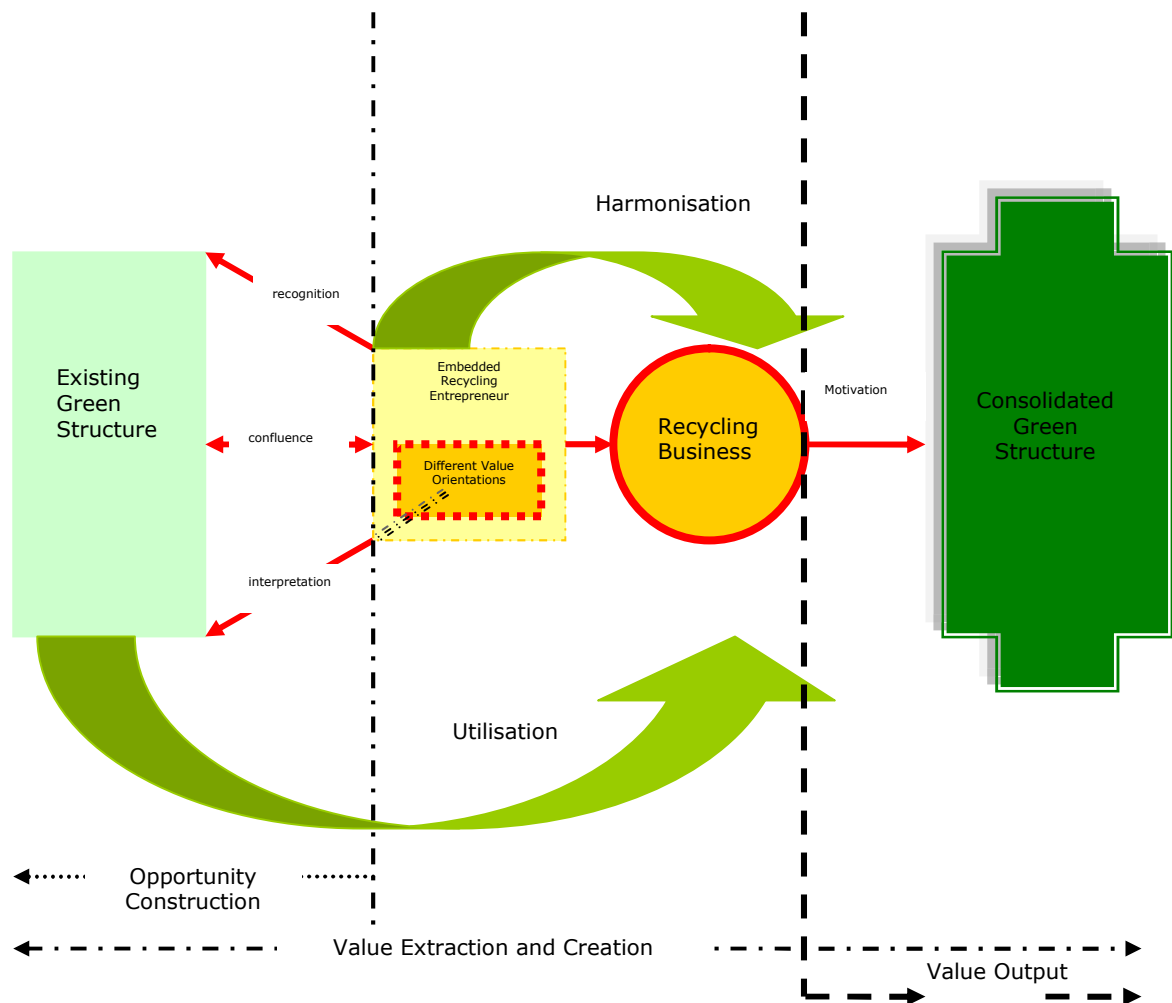 Harmonisation
recognition
Existing
Green
Structure
Embedded
Recycling
Entrepreneur
Motivation
Consolidated
Green
Structure
confluence
Recycling
Business
Different Value
Orientations
interpretation
Utilisation
Opportunity
Construction
Value Extraction and Creation
Value Output